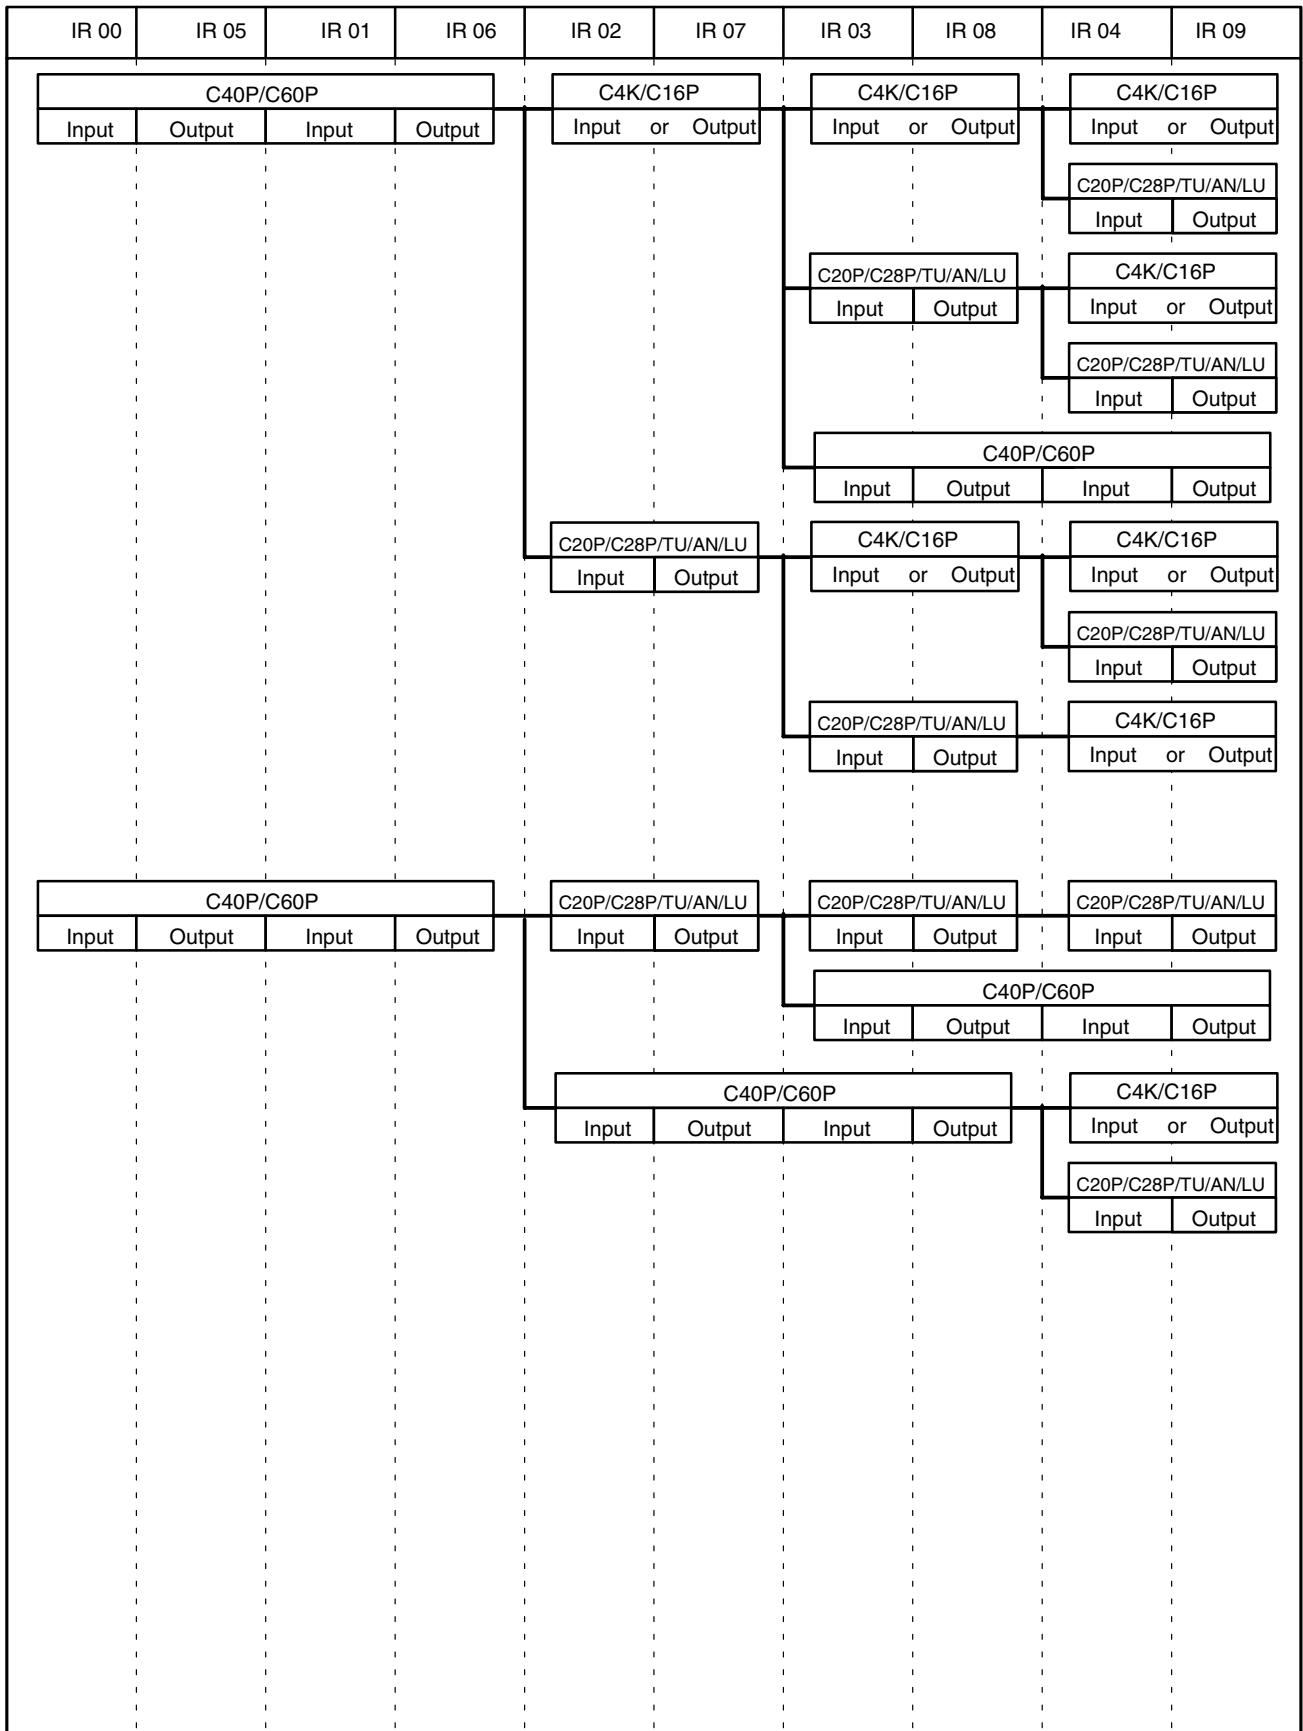 IR 00 IR 05 IR 01 IR 06 IR 02 IR 07 IR 03 IR 08 IR 04 IR 09
C40P/C60P C4K/C16P C4K/C16P C4K/C16P
Input Output Input Output Input or Output Input or Output Input or Output
C20P/C28P/TU/AN/LU
Input Output
C20P/C28P/TU/AN/LU C4K/C16P
Input Output Input or Output
C20P/C28P/TU/AN/LU
Input Output
C40P/C60P
Input Output Input Output
C20P/C28P/TU/AN/LU C4K/C16P C4K/C16P
Input Output Input or Output Input or Output
C20P/C28P/TU/AN/LU
Input Output
C20P/C28P/TU/AN/LU C4K/C16P
Input Output Input or Output
C40P/C60P C20P/C28P/TU/AN/LU C20P/C28P/TU/AN/LU C20P/C28P/TU/AN/LU
Input Output Input Output Input Output Input Output Input Output
C40P/C60P
Input Output Input Output
C40P/C60P C4K/C16P
Input Output Input Output Input or Output
C20P/C28P/TU/AN/LU
Input Output